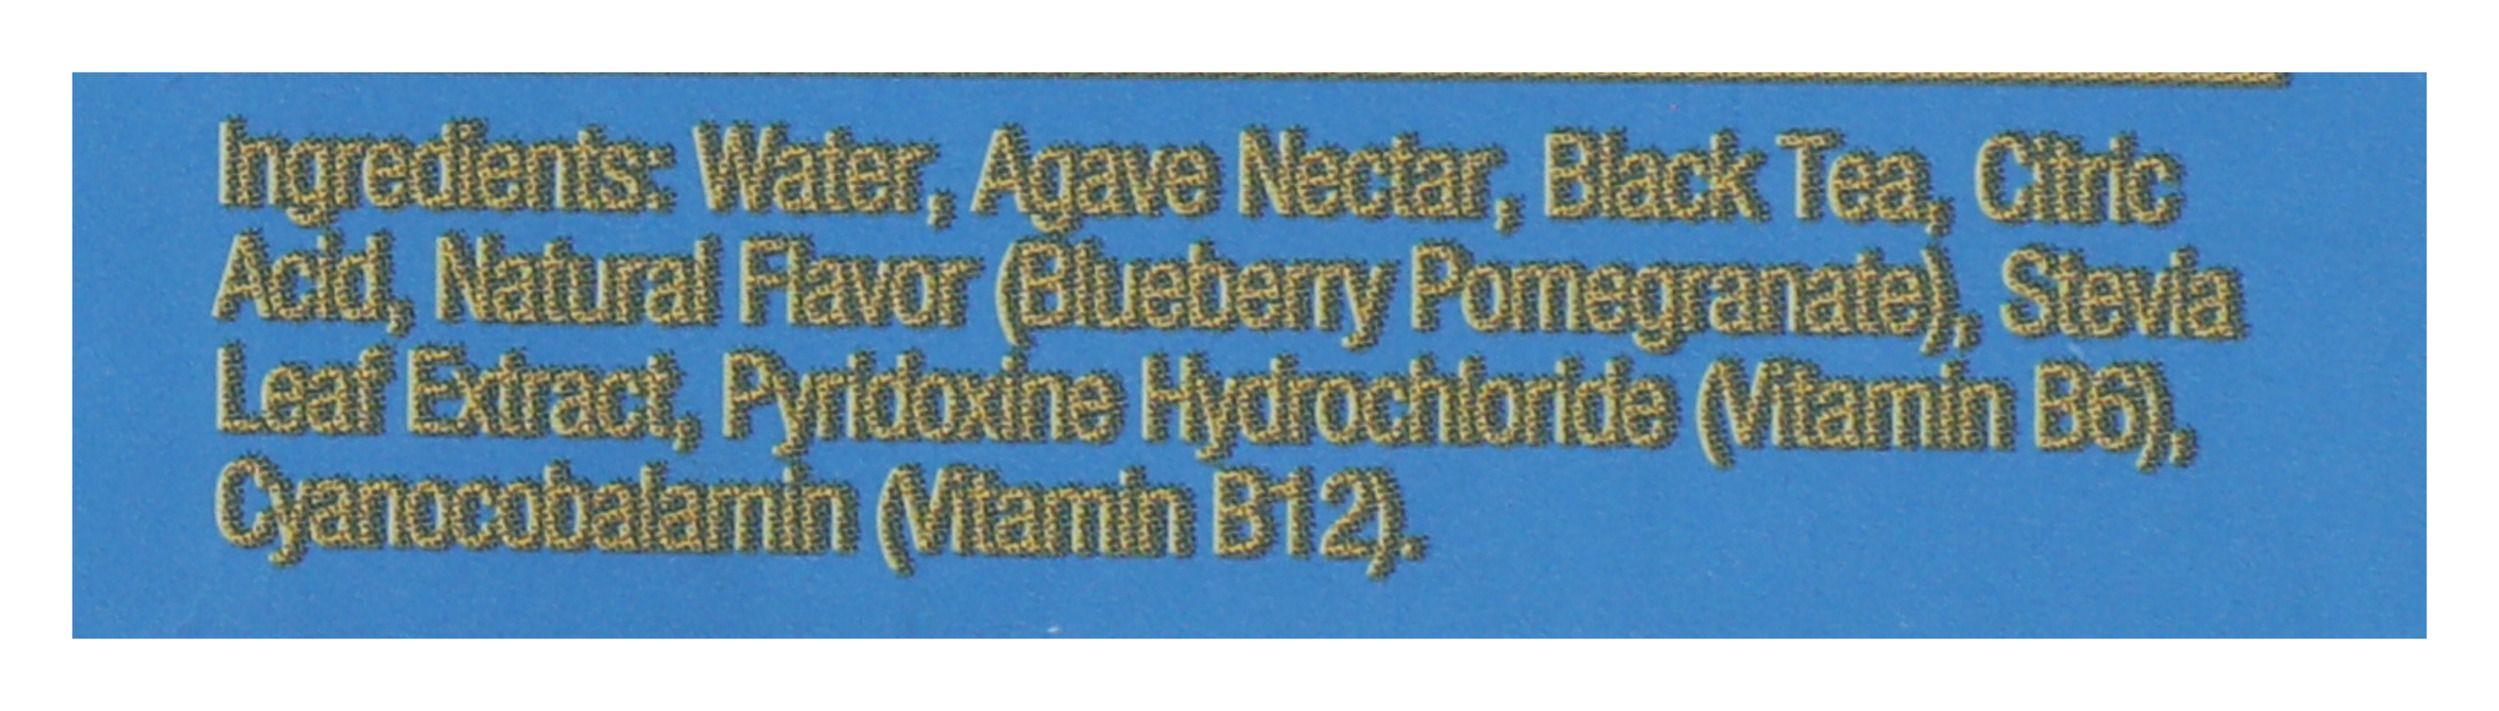 Ingredients: Water, Agave Nectar, Black Tea, Citric
Acid, Natural Flavor (Blueberry Pomegranate), Stevia
Leaf Extract, Pyridoxine Hydrochloride (Vitamin B6),
Cyanocobalamin (Vitamin B12).